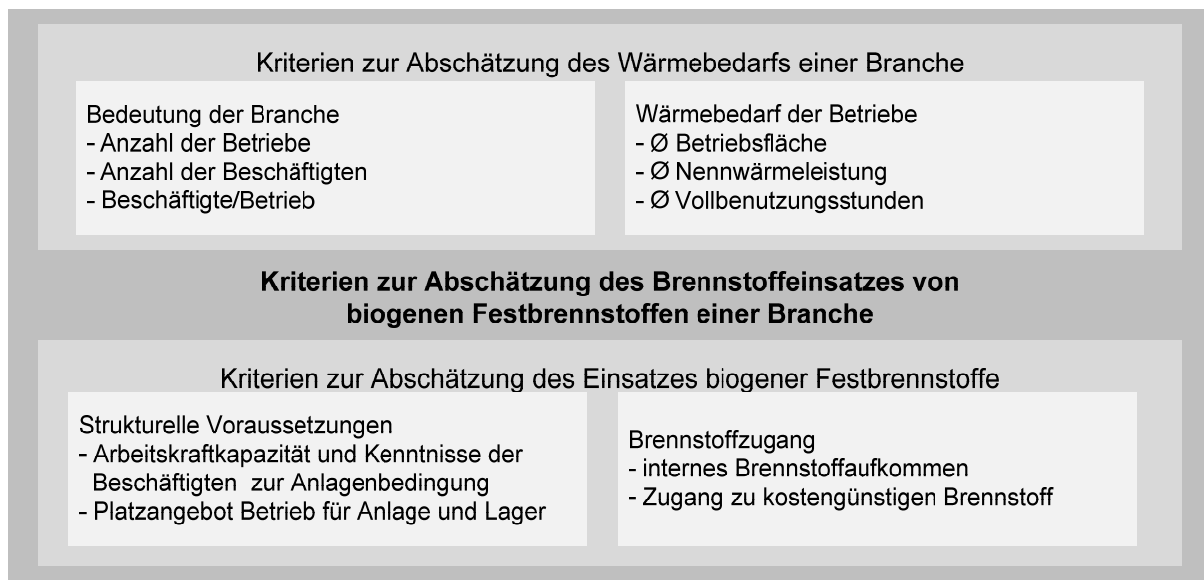 Kriterien zur Abschätzung des Wärmebedarfs einer Branche
Bedeutung der Branche
- Anzahl der Betriebe
- Anzahl der Beschäftigten
- Beschäftigte/Betrieb
Wärmebedarf der Betriebe
- Ø Betriebsfläche
- Ø Nennwärmeleistung
- Ø Vollbenutzungsstunden
Kriterien zur Abschätzung des Brennstoffeinsatzes von
biogenen Festbrennstoffen einer Branche
Kriterien zur Abschätzung des Einsatzes biogener Festbrennstoffe
Strukturelle Voraussetzungen
- Arbeitskraftkapazität und Kenntnisse der
Beschäftigten zur Anlagenbedingung
- Platzangebot Betrieb für Anlage und Lager
Brennstoffzugang
- internes Brennstoffaufkommen
- Zugang zu kostengünstigen Brennstoff